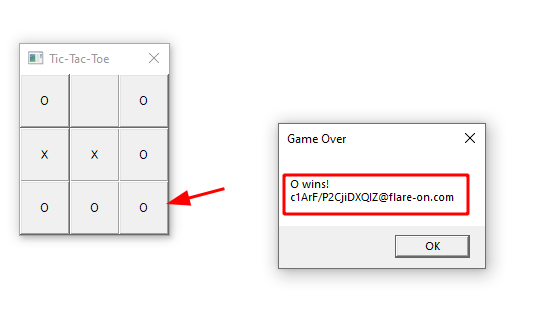 Tic-Tac-Toe
O O
X X O
O O O
Game Over
O wins!
c1ArF/P2CjiDXQIZ@flare-on.com
OK